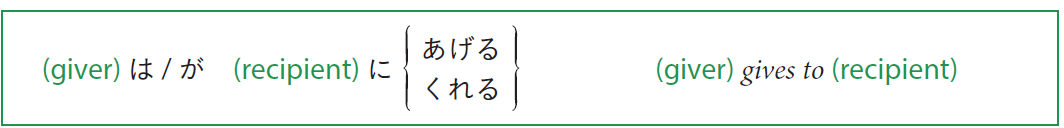 (giver) は / が (recipient) に { あげる
くれる } (giver) gives to (recipient)